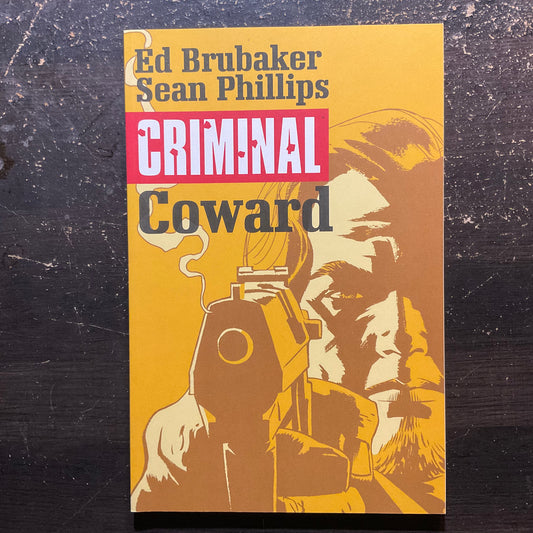 Ed Brubaker
Sean Phillips
CRIMINAL
Coward